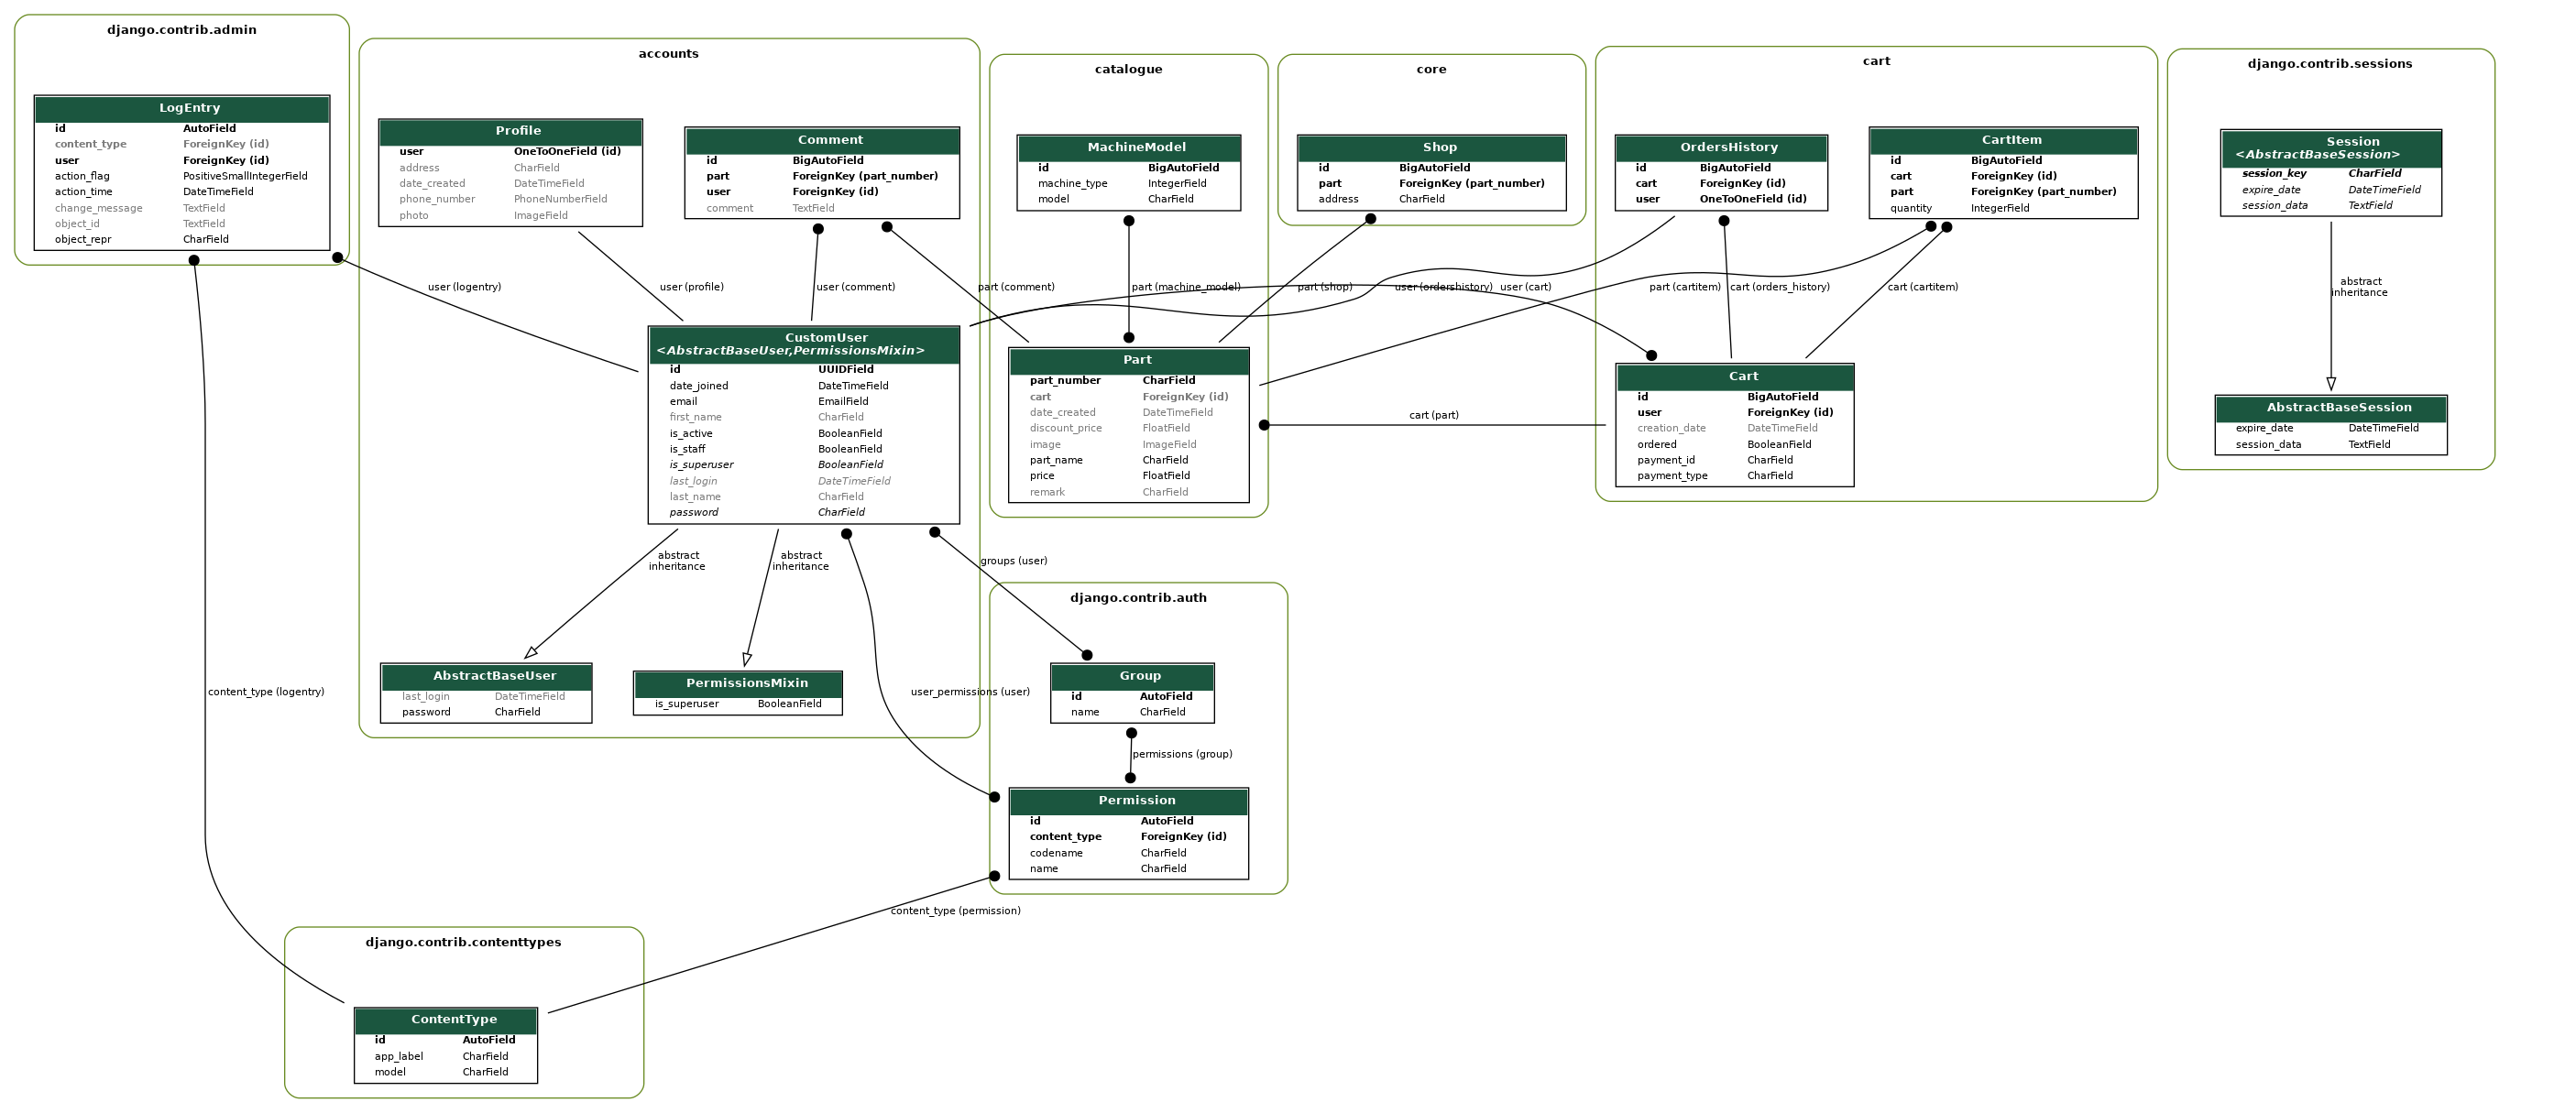 django.contrib.admin
LogEntry
id AutoField
content_type ForeignKey (id)
user ForeignKey (id)
action_flag PositiveSmallIntegerField
action_time DateTimeField
change_message TextField
object_id TextField
object_repr CharField
accounts
Profile
user OneToOneField (id)
address CharField
date_created DateTimeField
phone_number PhoneNumberField
photo ImageField
Comment
id BigAutoField
part ForeignKey (part_number)
user ForeignKey (id)
comment TextField
catalogue
MachineModel
id BigAutoField
machine_type IntegerField
model CharField
core
Shop
id BigAutoField
part ForeignKey (part_number)
address CharField
cart
OrdersHistory
id BigAutoField
cart ForeignKey (id)
user OneToOneField (id)
CartItem
id BigAutoField
cart ForeignKey (id)
part ForeignKey (part_number)
quantity IntegerField
django.contrib.sessions
Session
<AbstractBaseSession>
session_key CharField
expire_date DateTimeField
session_data TextField
user (logentry)
user (profile)
user (comment)
part (comment)
part (machine_model)
part (shop)
user (ordershistory)
user (cart)
part (cartitem)
cart (orders_history)
cart (cartitem)
abstract
inheritance
CustomUser
<AbstractBaseUser,PermissionsMixin>
id UUIDField
date_joined DateTimeField
email EmailField
first_name CharField
is_active BooleanField
is_staff BooleanField
is_superuser BooleanField
last_login DateTimeField
last_name CharField
password CharField
Part
part_number CharField
cart ForeignKey (id)
date_created DateTimeField
discount_price FloatField
image ImageField
part_name CharField
price FloatField
remark CharField
cart (part)
Cart
id BigAutoField
user ForeignKey (id)
creation_date DateTimeField
ordered BooleanField
payment_id CharField
payment_type CharField
AbstractBaseSession
expire_date DateTimeField
session_data TextField
abstract
inheritance
abstract
inheritance
groups (user)
django.contrib.auth
AbstractBaseUser
last_login DateTimeField
password CharField
PermissionsMixin
is_superuser BooleanField
content_type (logentry)
user_permissions (user)
Group
id AutoField
name CharField
permissions (group)
Permission
id AutoField
content_type ForeignKey (id)
codename CharField
name CharField
content_type (permission)
django.contrib.contenttypes
ContentType
id AutoField
app_label CharField
model CharField